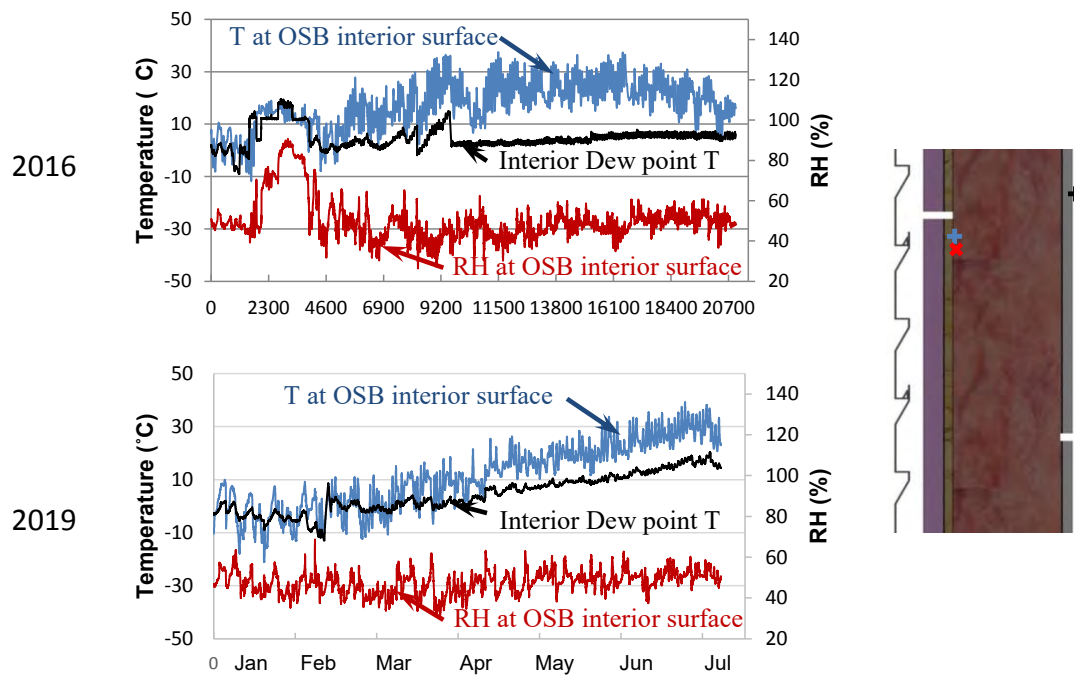 2016
50
30
10
-10
-30
-50
Temperature ( C)
T at OSB interior surface
Interior Dew point T
RH at OSB interior surface
140
120
100
80
60
40
20
RH (%)
0 2300 4600 6900 9200 11500 13800 16100 18400 20700
2019
50
30
10
-10
-30
-50
Temperature (°C)
T at OSB interior surface
Interior Dew point T
RH at OSB interior surface
140
120
100
80
60
40
20
RH (%)
0 Jan Feb Mar Apr May Jun Jul